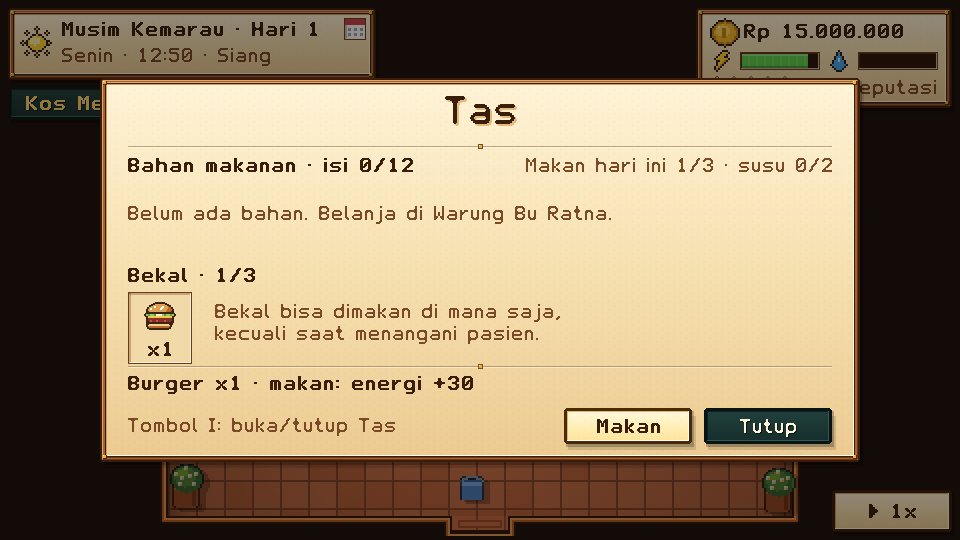 Musim Kemarau · Hari 1
Senin · 12:50 · Siang
Rp 15.000.000
eputasi
Kos Me
Tas
Bahan makanan · isi 0/12
Makan hari ini 1/3 · susu 0/2
Belum ada bahan. Belanja di Warung Bu Ratna.
Bekal · 1/3
x1
Bekal bisa dimakan di mana saja,
kecuali saat menangani pasien.
Burger x1 · makan: energi +30
Tombol I: buka/tutup Tas
Makan
Tutup
1x